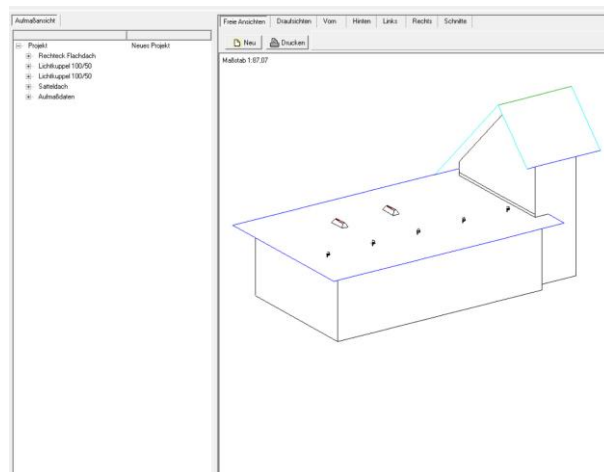 Aufmaßansicht
Projekt Neues Projekt
Rechteck Flachdach
Lichtkuppel 100/50
Lichtkuppel 100/50
Satteldach
Aufmaßdaten
Freie Ansichten Draufsichten Vorn Hinten Links Rechts Schnitte
Neu Drucken
Maßstab 1:87,07